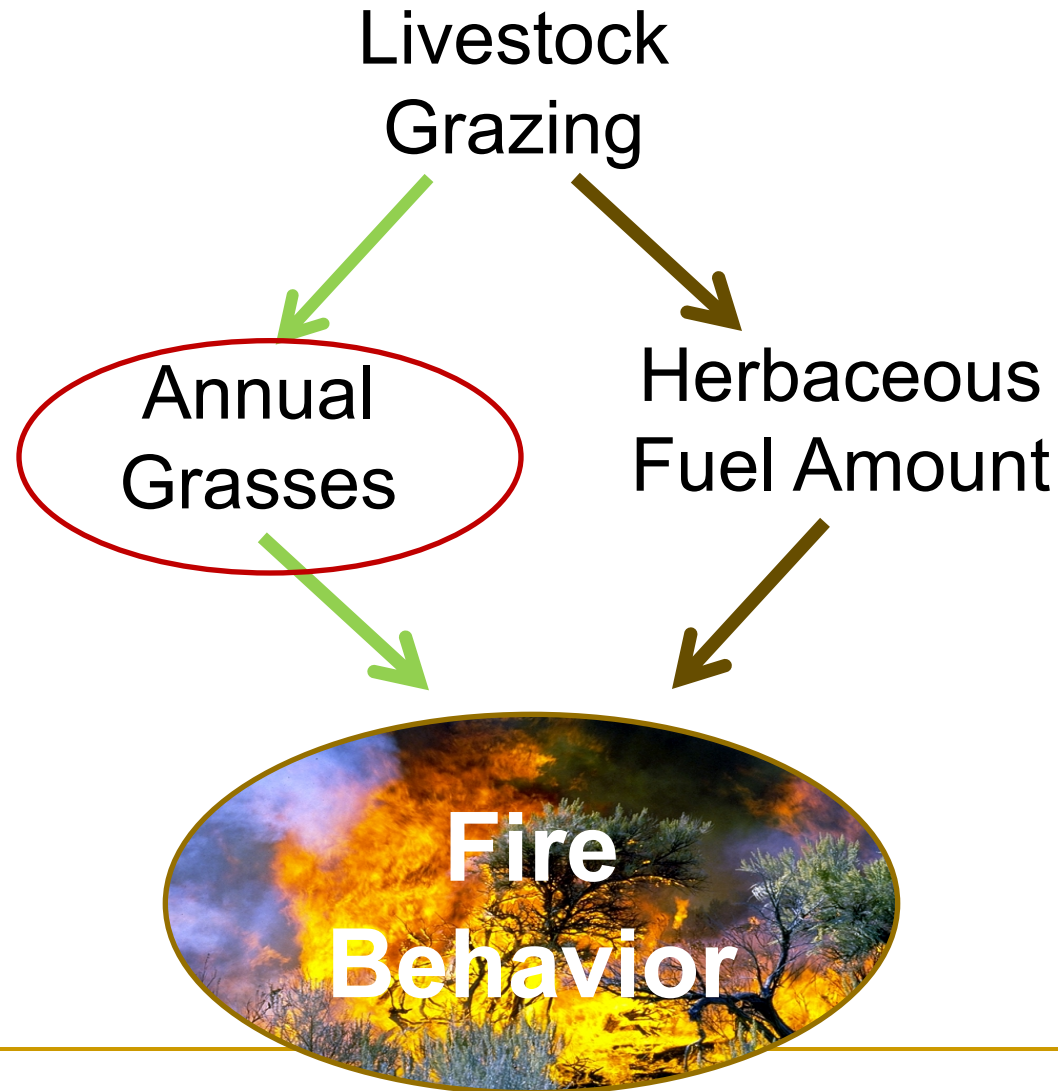 Livestock
Grazing
Annual
Grasses
Herbaceous
Fuel Amount
Fire
Behavior